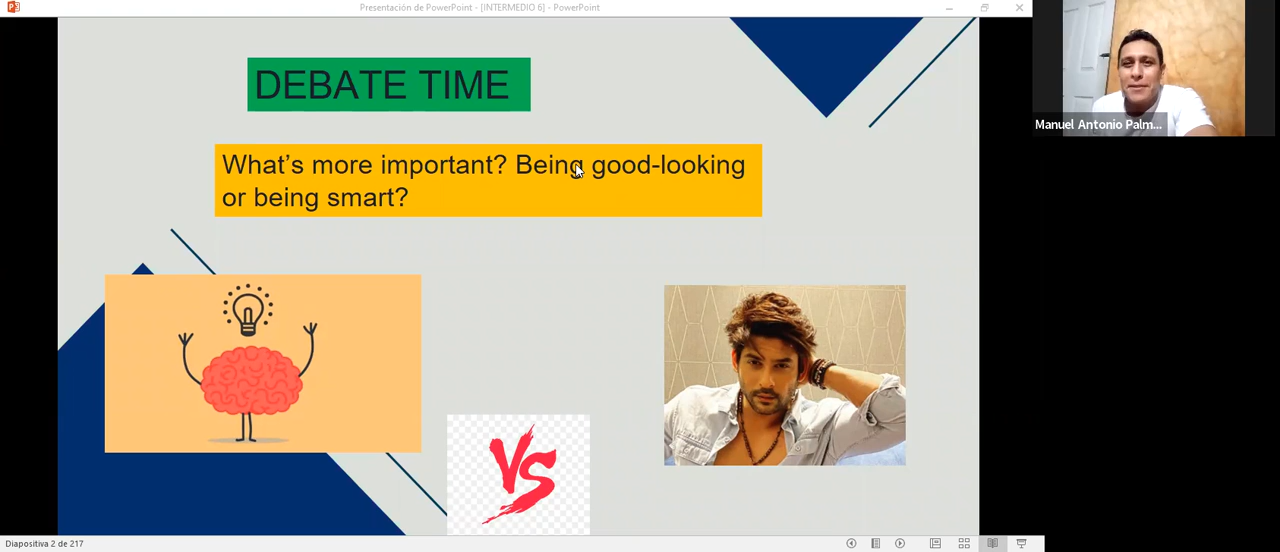 Presentación de PowerPoint - [INTERMEDIO 6] - PowerPoint
DEBATE TIME
What's more important? Being good-looking
or being smart?
VS
Manuel Antonio Palm...
Diapositiva 2 de 217